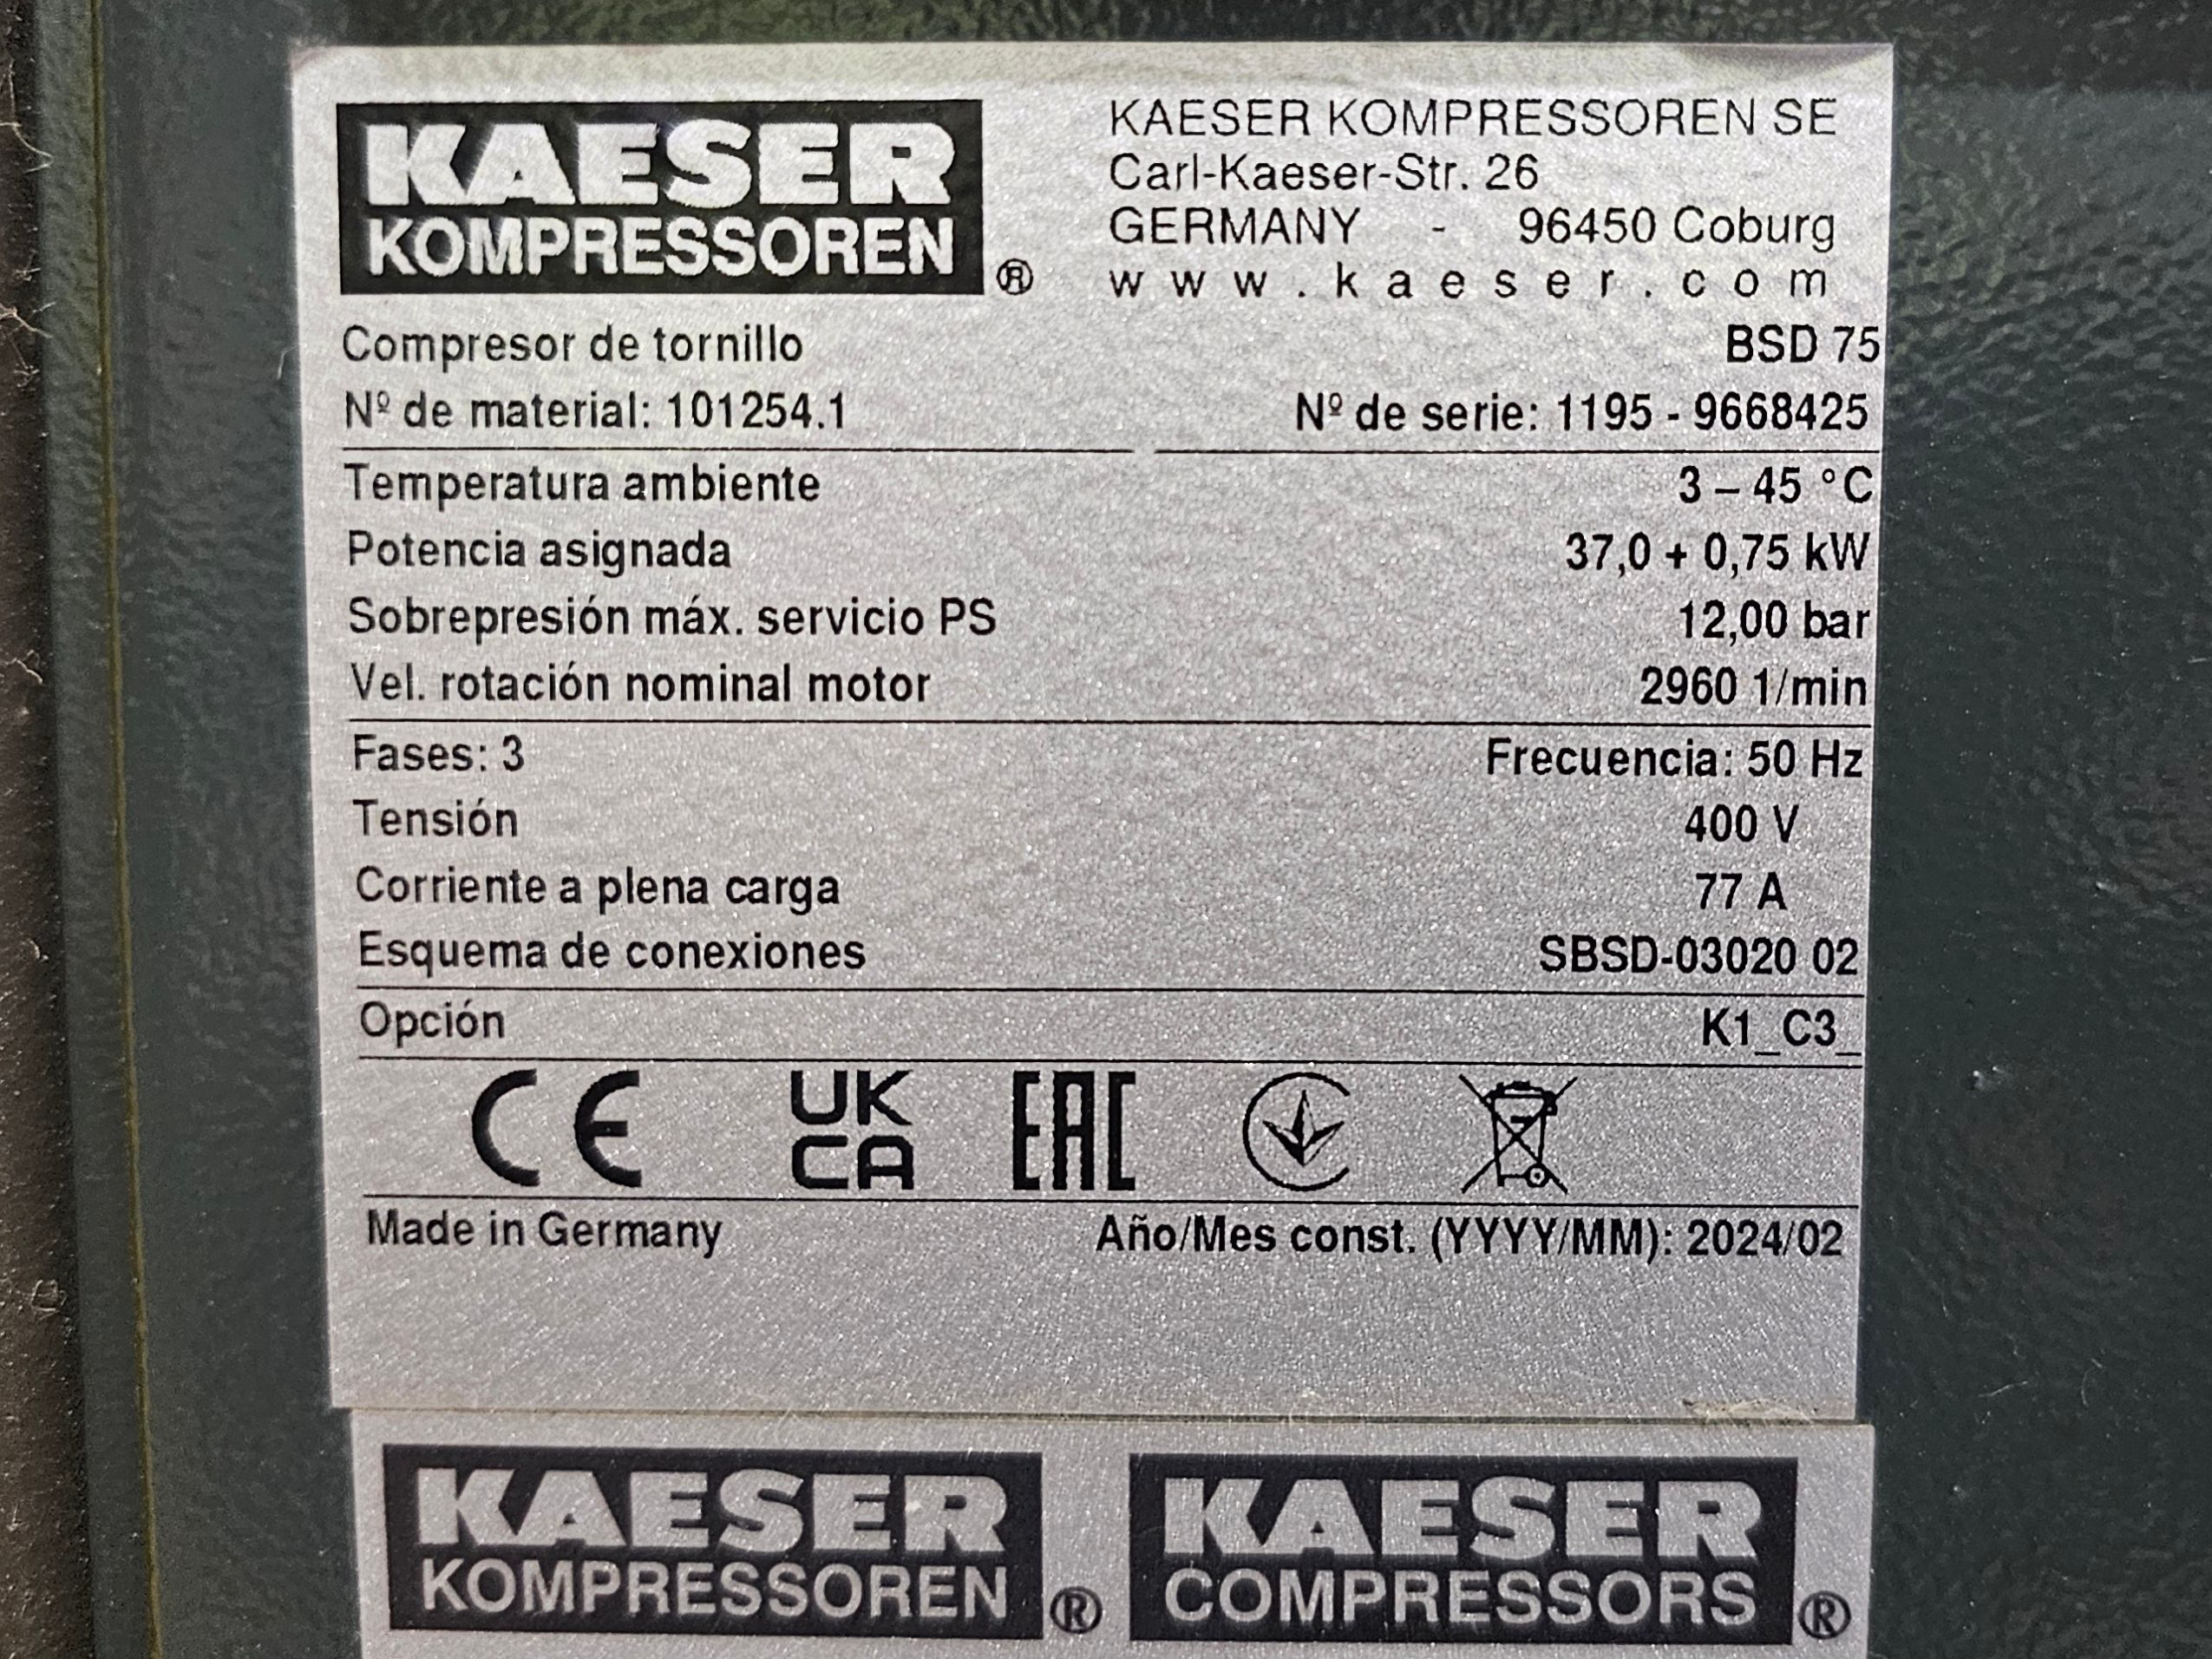 KAESER
KOMPRESSOREN ®
KAESER KOMPRESSOREN SE
Carl-Kaeser-Str. 26
GERMANY - 96450 Coburg
www.kaeser.com
Compresor de tornillo BSD 75
Nº de material: 101254.1 Nº de serie: 1195 - 9668425
Temperatura ambiente 3 – 45 °C
Potencia asignada 37,0 + 0,75 kW
Sobrepresión máx. servicio PS 12,00 bar
Vel. rotación nominal motor 2960 1/min
Fases: 3 Frecuencia: 50 Hz
Tensión 400 V
Corriente a plena carga 77 A
Esquema de conexiones SBSD-03020 02
Opción K1_C3_
CE UK CA EAC
Made in Germany Año/Mes const. (YYYY/MM): 2024/02
KAESER
KOMPRESSOREN ®
KAESER
COMPRESSORS ®